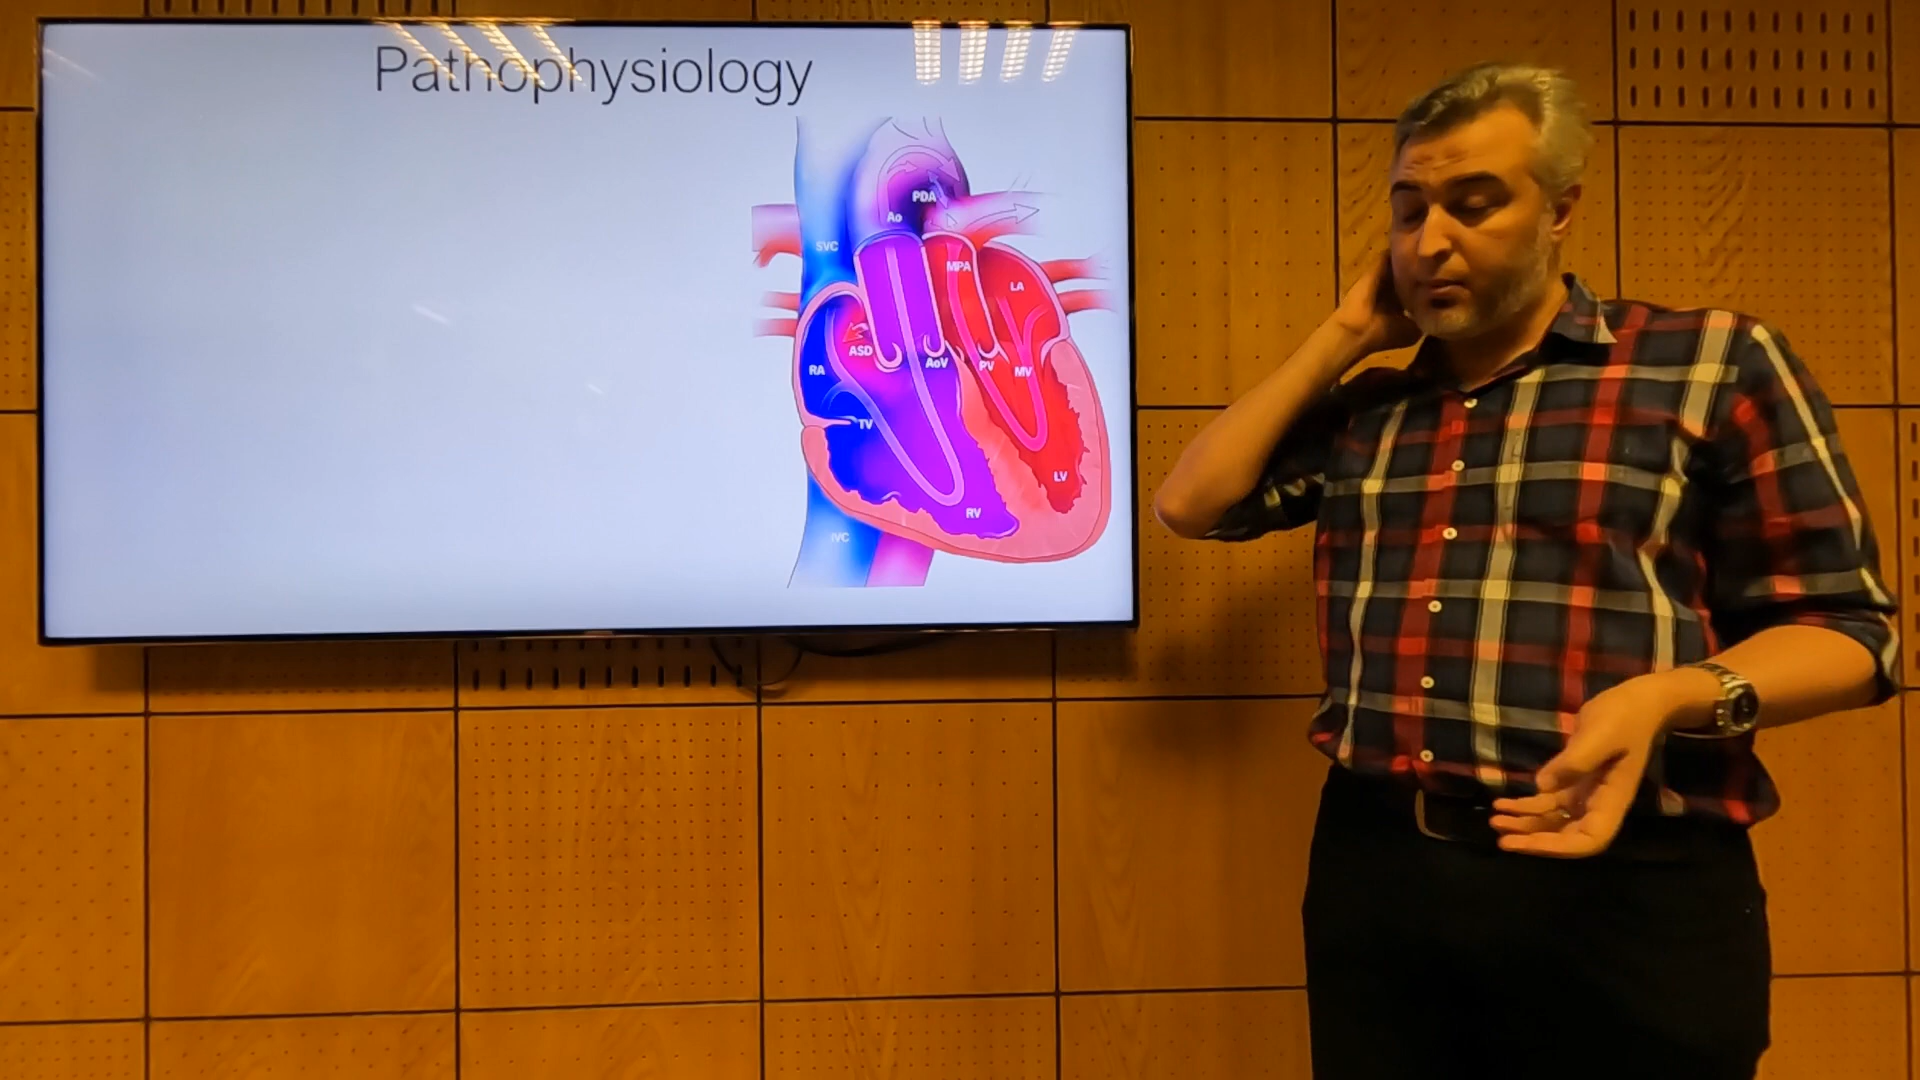 Pathophysiology
PDA
Ao
SVC
MPA
LA
ASD
AoV
PV
MV
RA
TV
LV
RV
IVC